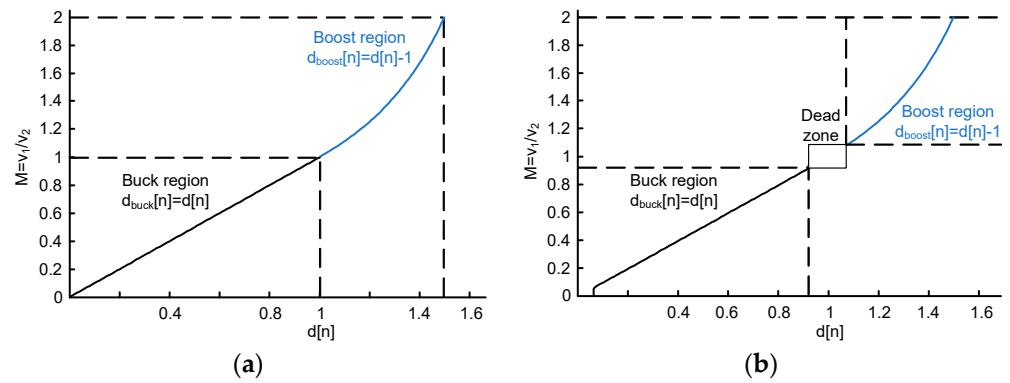 2
1.8
1.6
1.4
1.2
1
0.8
0.6
0.4
0.2
0
M=v₁/v₂
Boost region
d_boost[n]=d[n]-1
Buck region
d_buck[n]=d[n]
0.4
0.8
1
1.4
1.6
d[n]
(a)
2
1.8
1.6
1.4
1.2
1
0.8
0.6
0.4
0.2
0
M=v₁/v₂
Dead
zone
Boost region
d_boost[n]=d[n]-1
Buck region
d_buck[n]=d[n]
0.4
0.6
0.8
1
1.2
1.4
1.6
d[n]
(b)